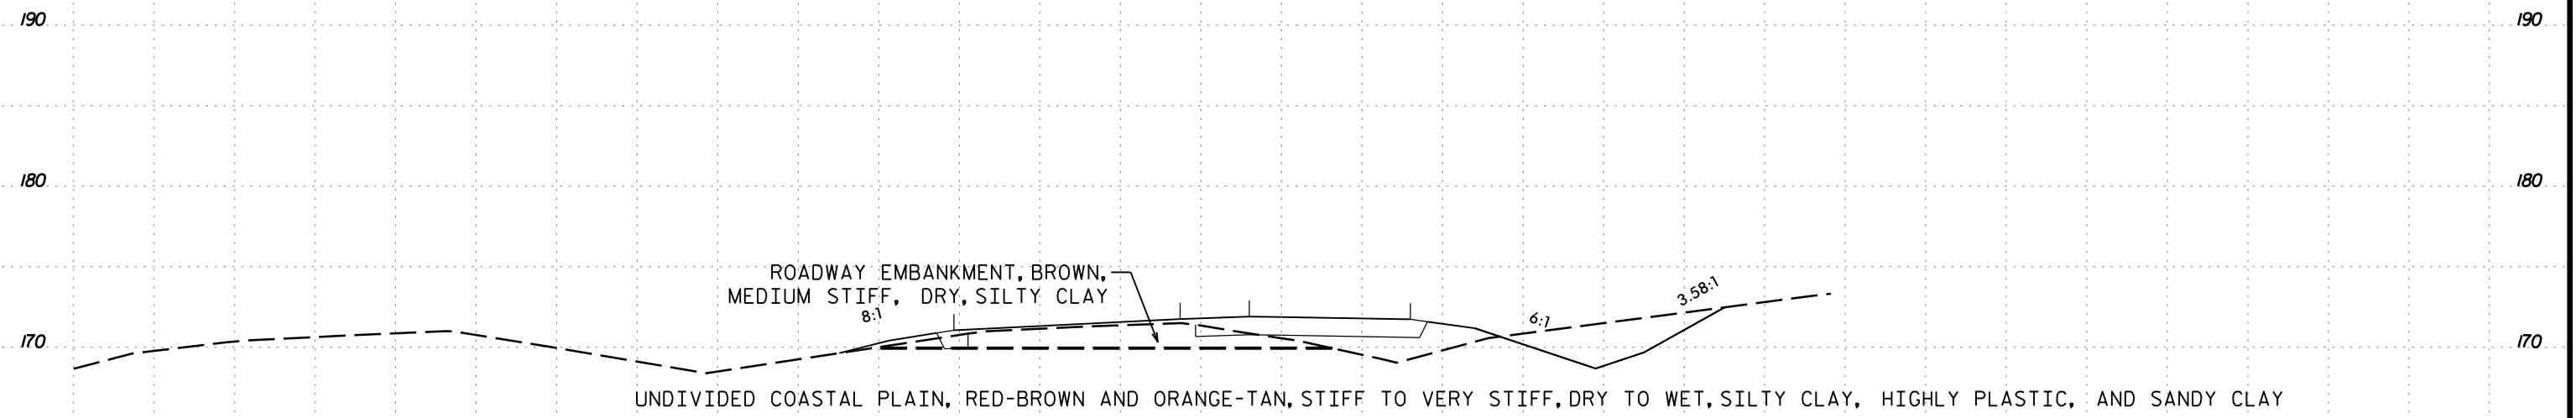 190 190
180 180
ROADWAY EMBANKMENT, BROWN,
MEDIUM STIFF, DRY, SILTY CLAY
8:1
6:1
3.58:1
170 170
UNDIVIDED COASTAL PLAIN, RED-BROWN AND ORANGE-TAN, STIFF TO VERY STIFF, DRY TO WET, SILTY CLAY, HIGHLY PLASTIC, AND SANDY CLAY